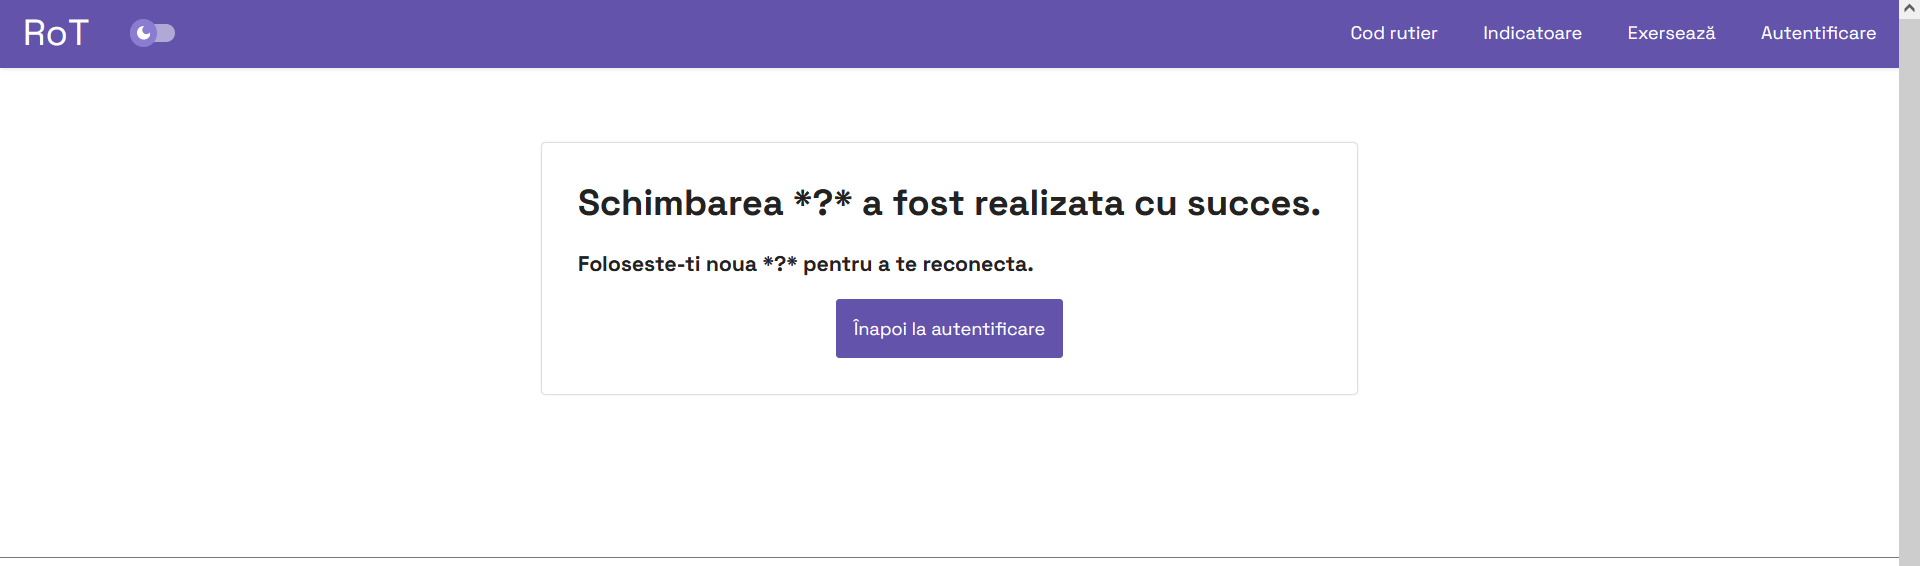 RoT
Cod rutier Indicatoare Exersează Autentificare
Schimbarea *?* a fost realizata cu succes.
Foloseste-ti noua *?* pentru a te reconecta.
Înapoi la autentificare